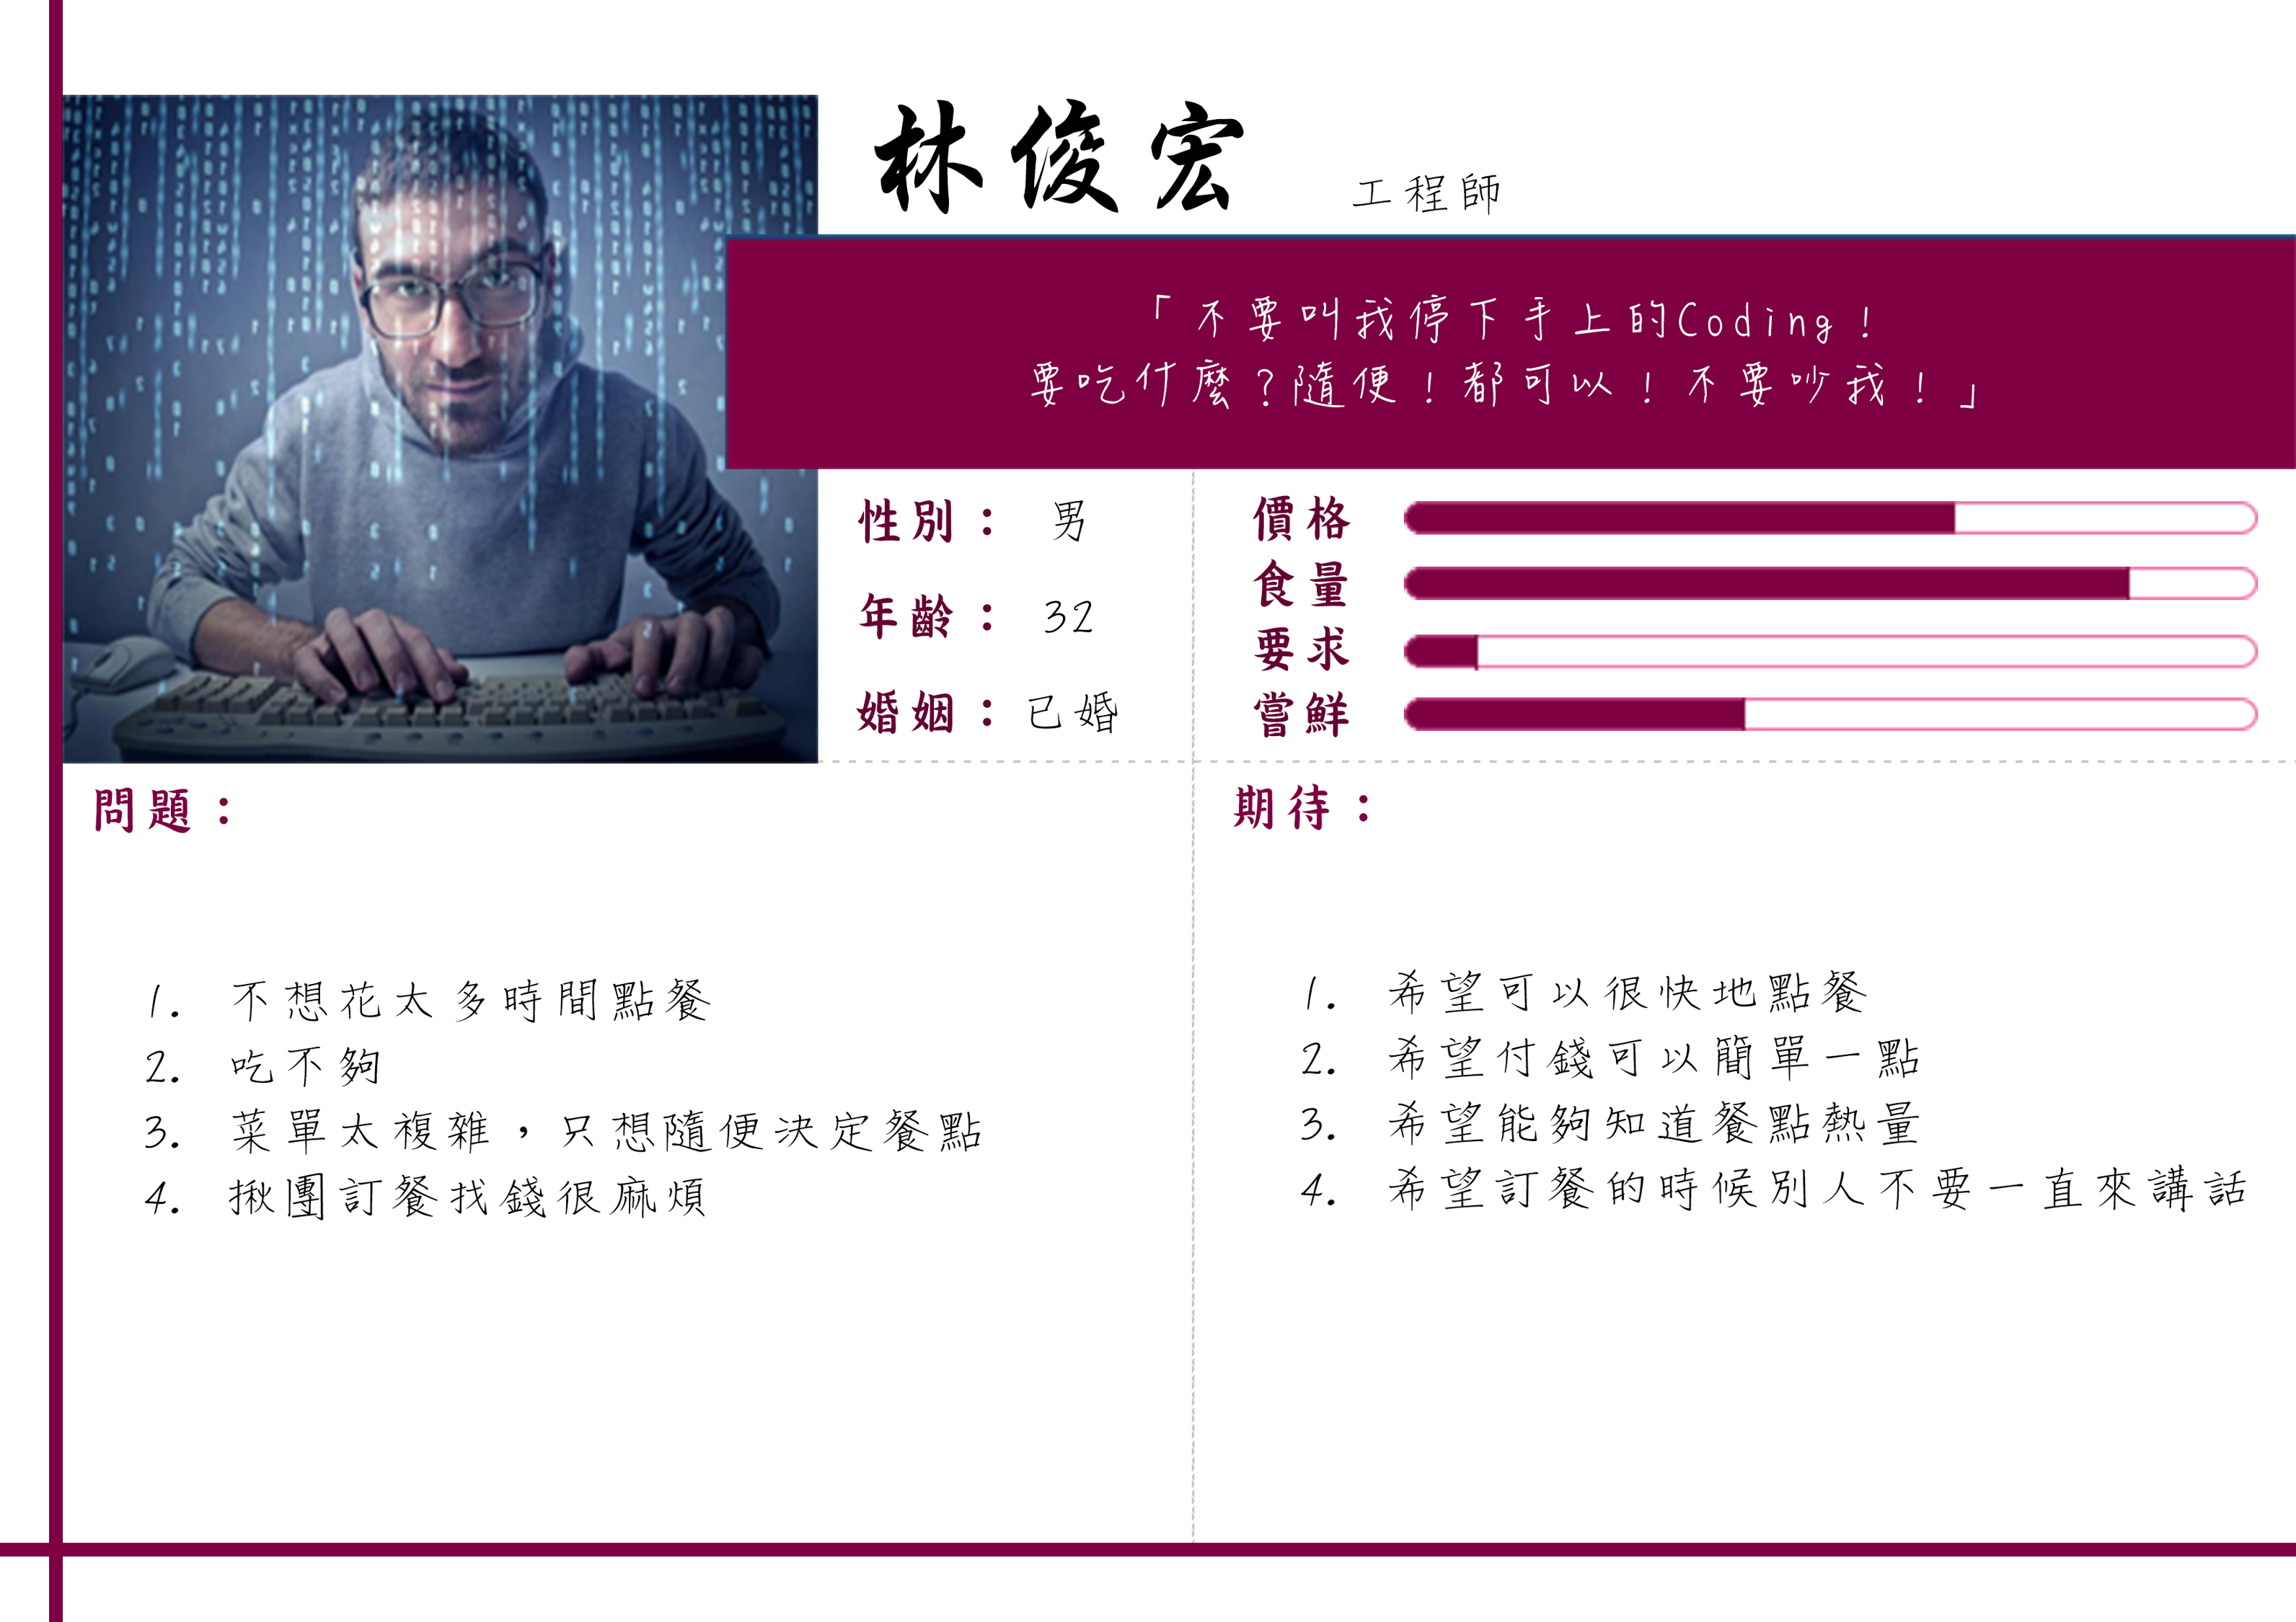 林俊宏 工程師
「不要叫我停下手上的Coding！
要吃什麼？隨便！都可以！不要吵我！」
性別： 男
年齡： 32
婚姻：已婚
價格
食量
要求
嘗鮮
問題：
1. 不想花太多時間點餐
2. 吃不夠
3. 菜單太複雜，只想隨便決定餐點
4. 揪團訂餐找錢很麻煩
期待：
1. 希望可以很快地點餐
2. 希望付錢可以簡單一點
3. 希望能夠知道餐點熱量
4. 希望訂餐的時候別人不要一直來講話